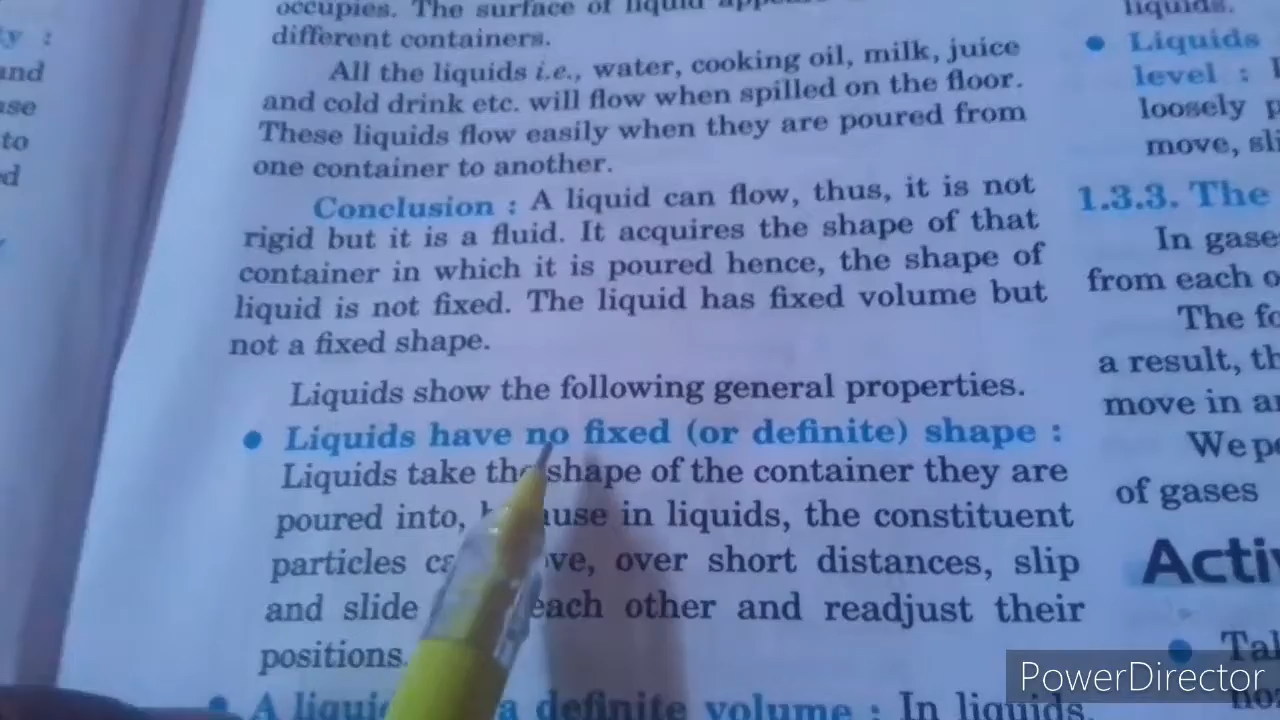 occupies. The surface of liquid
different containers.
All the liquids i.e., water, cooking oil, milk, juice
and cold drink etc. will flow when spilled on the floor.
These liquids flow easily when they are poured from
one container to another.
Conclusion : A liquid can flow, thus, it is not
rigid but it is a fluid. It acquires the shape of that
container in which it is poured hence, the shape of
liquid is not fixed. The liquid has fixed volume but
not a fixed shape.
Liquids show the following general properties.
• Liquids have no fixed (or definite) shape :
Liquids take the shape of the container they are
poured into, in liquids, the constituent
particles over short distances, slip
and slide each other and readjust their
positions.
• A definite volume : In liquids,
liquids.
• Liquids
level :
loosely
move,
1.3.3. The
In
from each
The
a result,
move in
We
of gases
•
PowerDirector